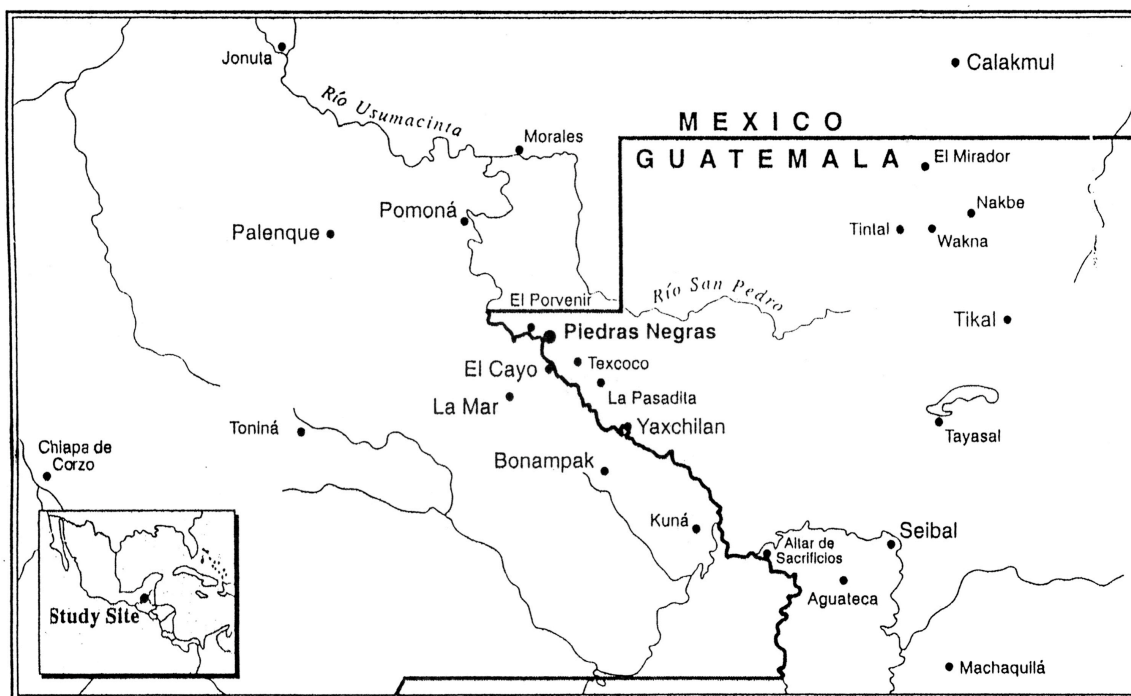 Jonuta
Río Usumacinta
Calakmul
MEXICO
Morales
GUATEMALA
El Mirador
Pomoná
Nakbe
Palenque
Tintal
Wakna
Río San Pedro
El Porvenir
Piedras Negras
Tikal
El Cayo
Texcoco
La Mar
La Pasadita
Toniná
Yaxchilan
Tayasal
Chiapa de
Corzo
Bonampak
Kuná
Seibal
Altar de
Sacrificios
Aguateca
Study Site
Machaquilá